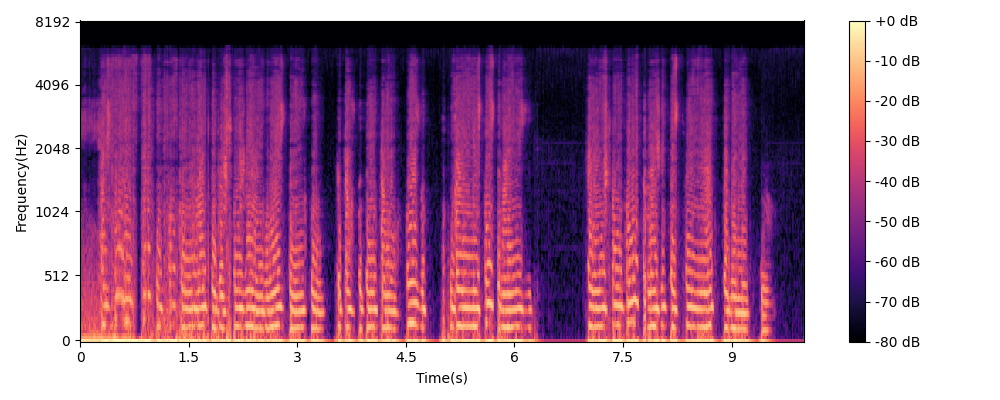 8192
4096
2048
1024
512
0
Frequency(Hz)
0 1.5 3 4.5 6 7.5 9
Time(s)
+0 dB
-10 dB
-20 dB
-30 dB
-40 dB
-50 dB
-60 dB
-70 dB
-80 dB